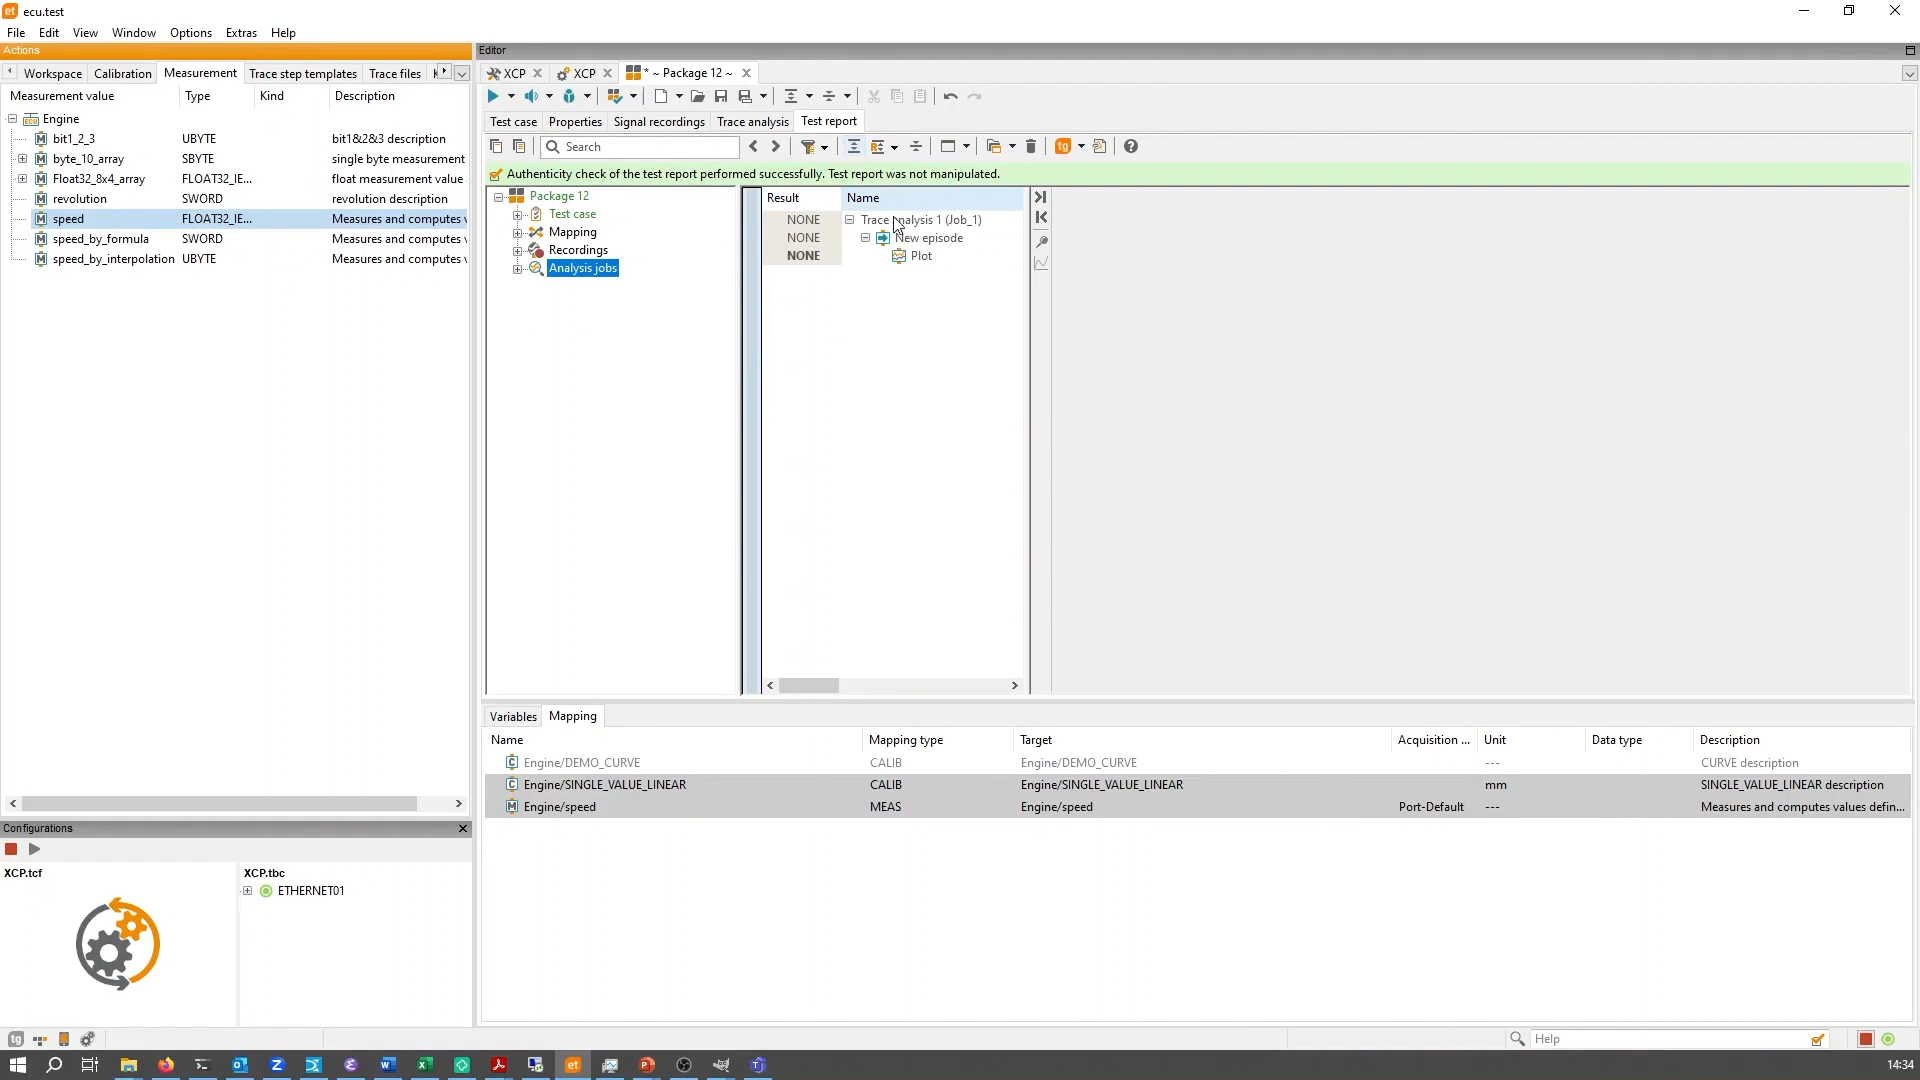 et ecu.test
File Edit View Window Options Extras Help
Actions
Workspace Calibration Measurement Trace step templates Trace files
Measurement value Type Kind Description
ECU Engine
M bit1_2_3 UBYTE bit1&2&3 description
M byte_10_array SBYTE single byte measurement
M Float32_8x4_array FLOAT32_IE... float measurement value
M revolution SWORD revolution description
M speed FLOAT32_IE... Measures and computes v
M speed_by_formula SWORD Measures and computes v
M speed_by_interpolation UBYTE Measures and computes v
Configurations
XCP.tcf
XCP.tbc
ETHERNET01
Editor
XCP XCP * ~ Package 12 ~
Test case Properties Signal recordings Trace analysis Test report
Search
tg
Authenticity check of the test report performed successfully. Test report was not manipulated.
Package 12
Test case
Mapping
Recordings
Analysis jobs
Result Name
NONE Trace analysis 1 (Job_1)
NONE New episode
NONE Plot
Variables Mapping
Name Mapping type Target Acquisition ... Unit Data type Description
C Engine/DEMO_CURVE CALIB Engine/DEMO_CURVE --- CURVE description
C Engine/SINGLE_VALUE_LINEAR CALIB Engine/SINGLE_VALUE_LINEAR mm SINGLE_VALUE_LINEAR description
M Engine/speed MEAS Engine/speed Port-Default --- Measures and computes values defin...
tg
Help
et
14:34